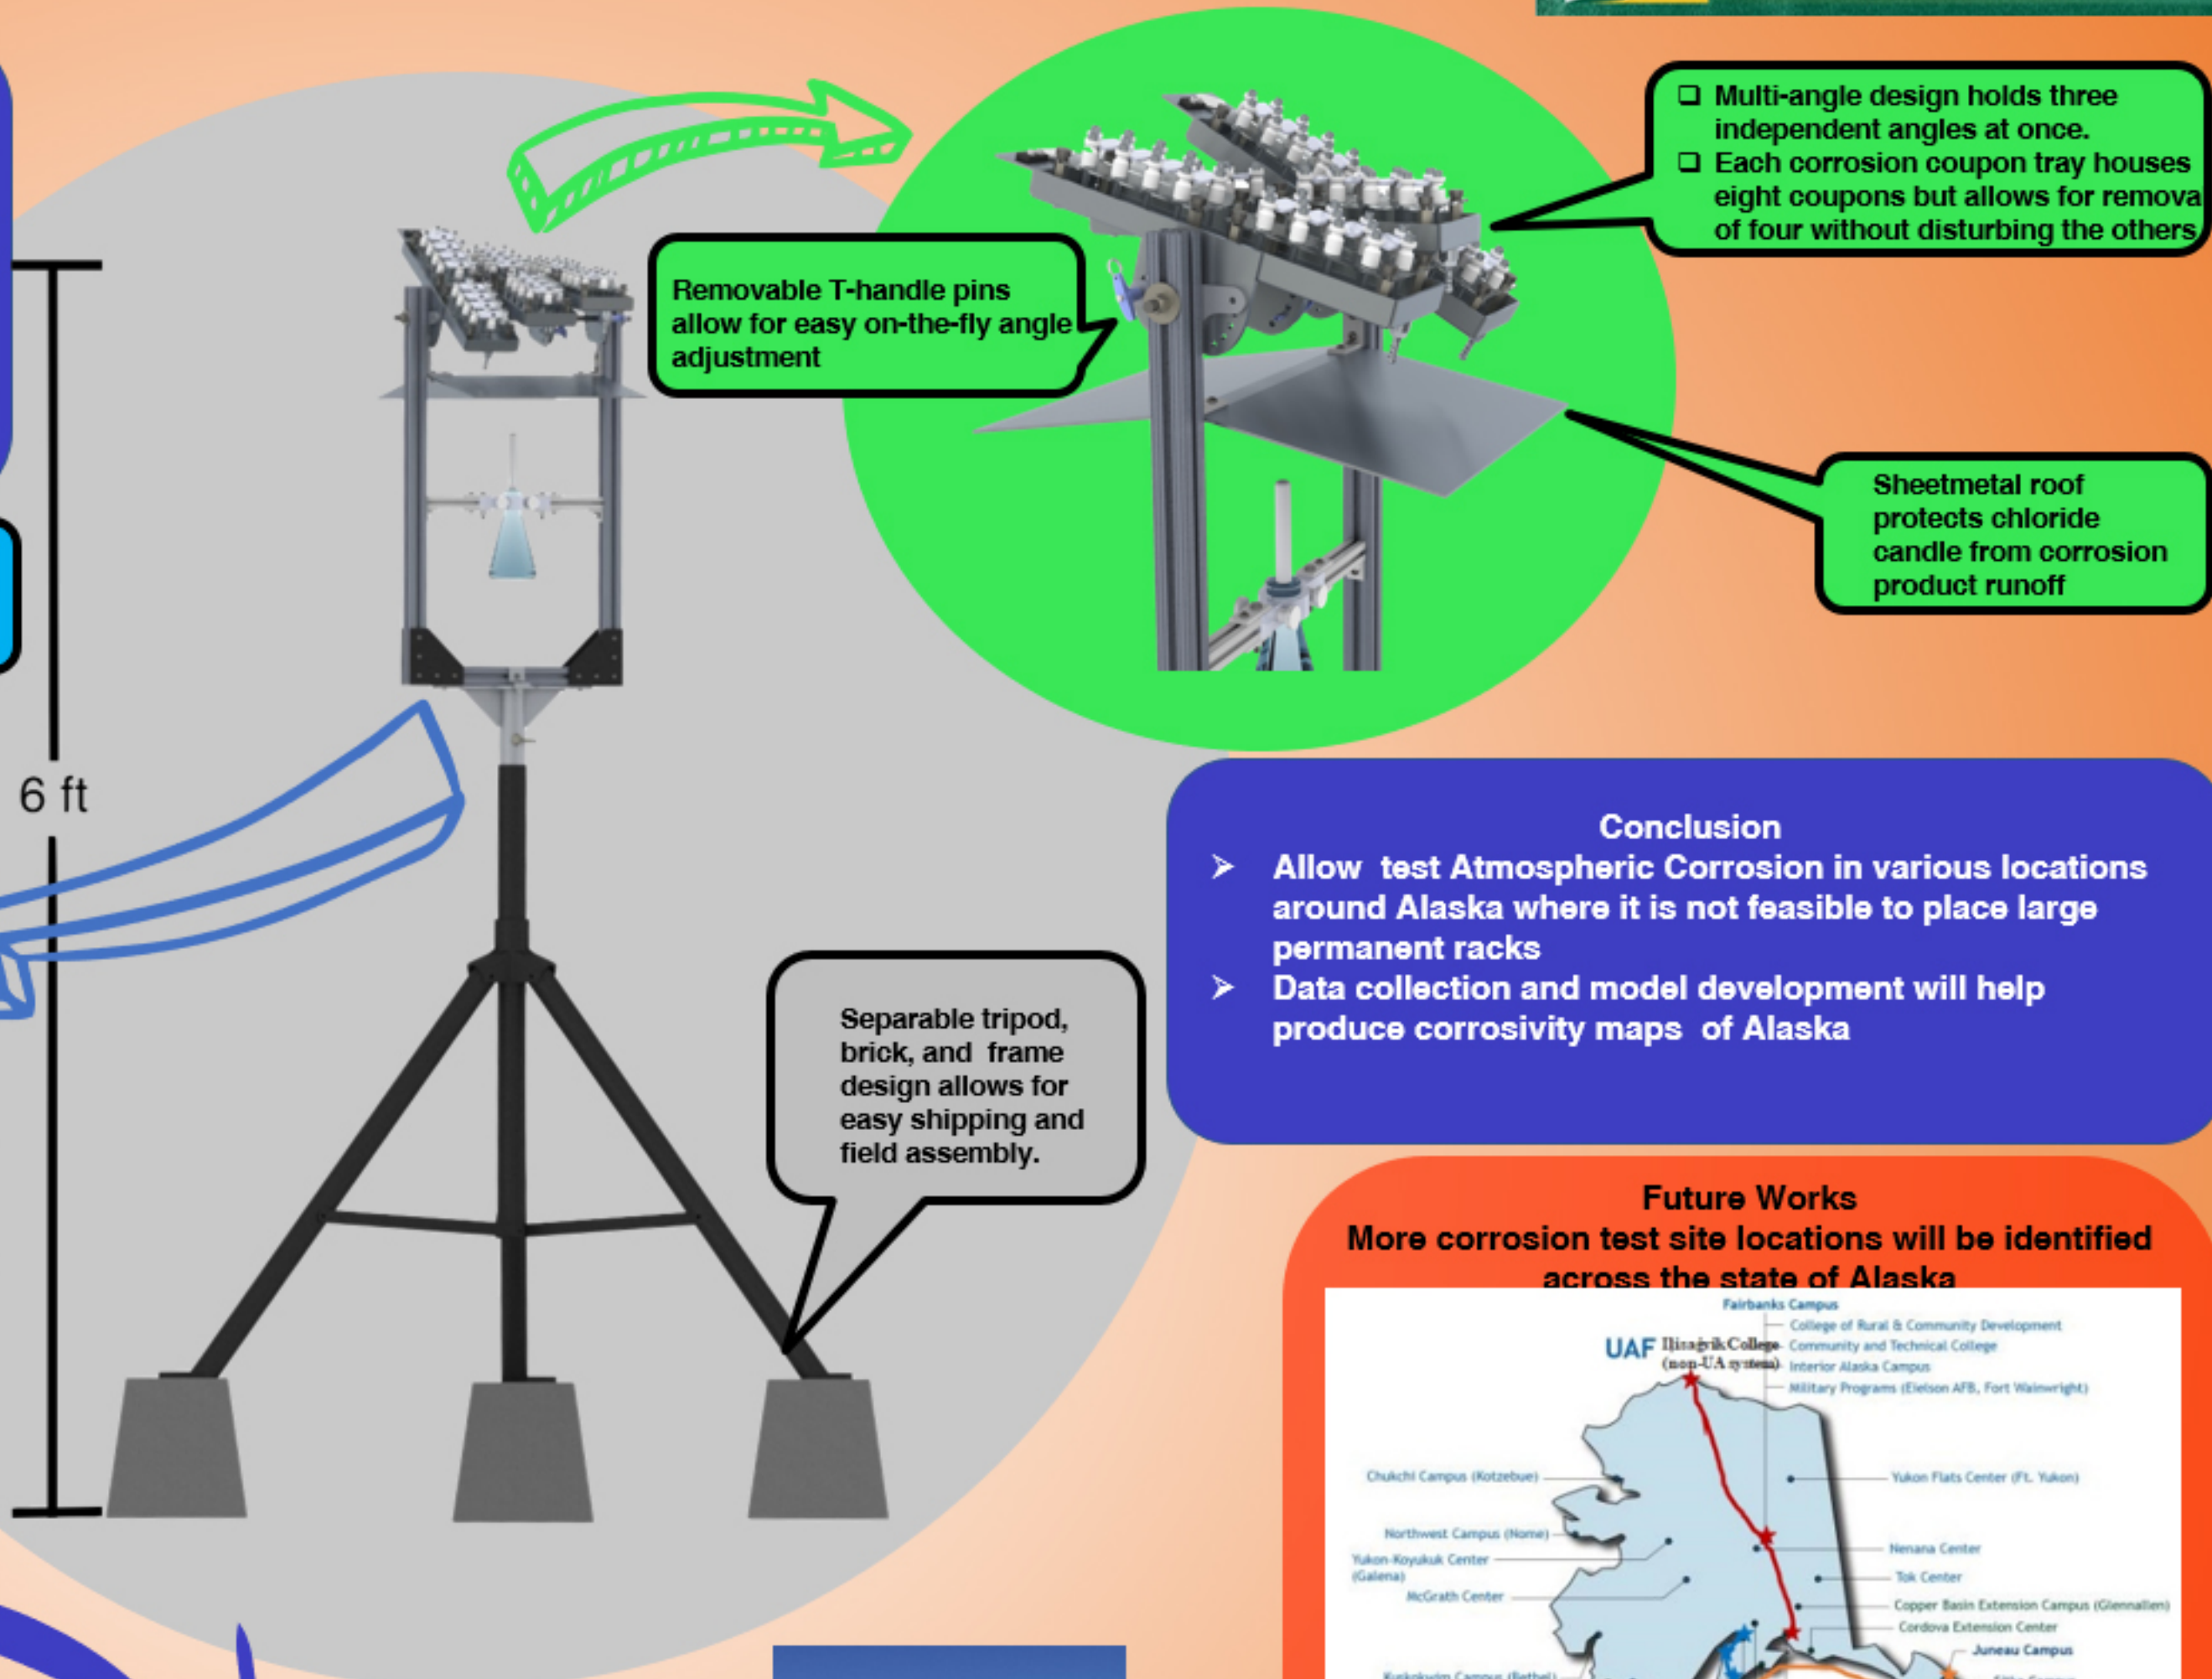 ❑ Multi-angle design holds three
independent angles at once.
❑ Each corrosion coupon tray houses
eight coupons but allows for remova
of four without disturbing the others
Removable T-handle pins
allow for easy on-the-fly angle
adjustment
Sheetmetal roof
protects chloride
candle from corrosion
product runoff
6 ft
Separable tripod,
brick, and frame
design allows for
easy shipping and
field assembly.
Conclusion
➢ Allow test Atmospheric Corrosion in various locations
around Alaska where it is not feasible to place large
permanent racks
➢ Data collection and model development will help
produce corrosivity maps of Alaska
Future Works
More corrosion test site locations will be identified
across the state of Alaska
Fairbanks Campus
College of Rural & Community Development
UAF Iḷisaġvik College
Community and Technical College
(non-UA system)
Interior Alaska Campus
Military Programs (Eielson AFB, Fort Wainwright)
Chukchi Campus (Kotzebue)
Yukon Flats Center (Ft. Yukon)
Northwest Campus (Nome)
Nenana Center
Yukon-Koyukuk Center
(Galena)
Tok Center
McGrath Center
Copper Basin Extension Campus (Glennallen)
Cordova Extension Center
Juneau Campus
Kuskokwim Campus (Bethel)